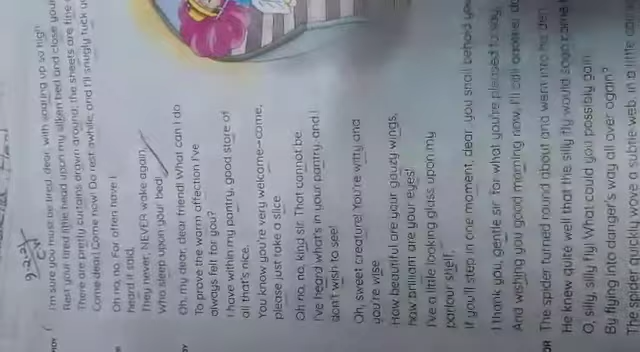 I'm sure you must be tired, dear, with soaring up so high
Rest your tired little head upon my silken bed and close your
There are pretty curtains drawn around; the sheets are fine
Come dear! Come now! Do rest awhile, and I'll snugly tuck
Oh no, no. For often have I
heard it said,
They never, NEVER wake again,
Who sleep upon your bed!
Oh, my dear, dear friend! What can I do
To prove the warm affection I've
always felt for you?
I have within my pantry, good store of
all that's nice.
You know you're very welcome--come,
please just take a slice.
Oh no, no, kind sir. That cannot be.
I've heard what's in your pantry, and I
don't wish to see!
Oh, sweet creature! You're witty and
you're wise
How beautiful are your gauzy wings,
how brilliant are your eyes!
I've a little looking glass upon my
parlour shelf,
If you'll step in one moment, dear, you shall behold
I thank you, gentle sir, for what you're pleased to say,
And wishing you good morning now, I'll call another
The spider turned round about and went into his den
He knew quite well that the silly fly would soon come
O, silly, silly fly! What could you possibly gain
By flying into danger's way all over again?
The spider quickly wove a subtle web, in a little